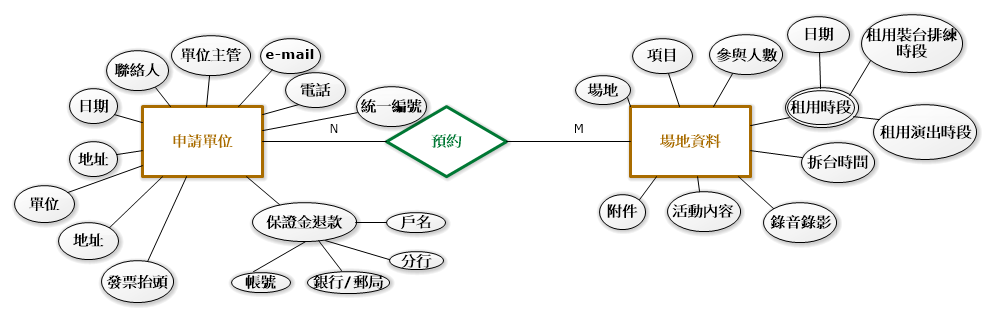 單位主管
e-mail
聯絡人
電話
日期
統一編號
地址
單位
地址
發票抬頭
申請單位
N
預約
M
保證金退款
戶名
分行
銀行/郵局
帳號
場地資料
場地
項目
參與人數
日期
租用裝台排練
時段
租用時段
租用演出時段
拆台時間
錄音錄影
活動內容
附件